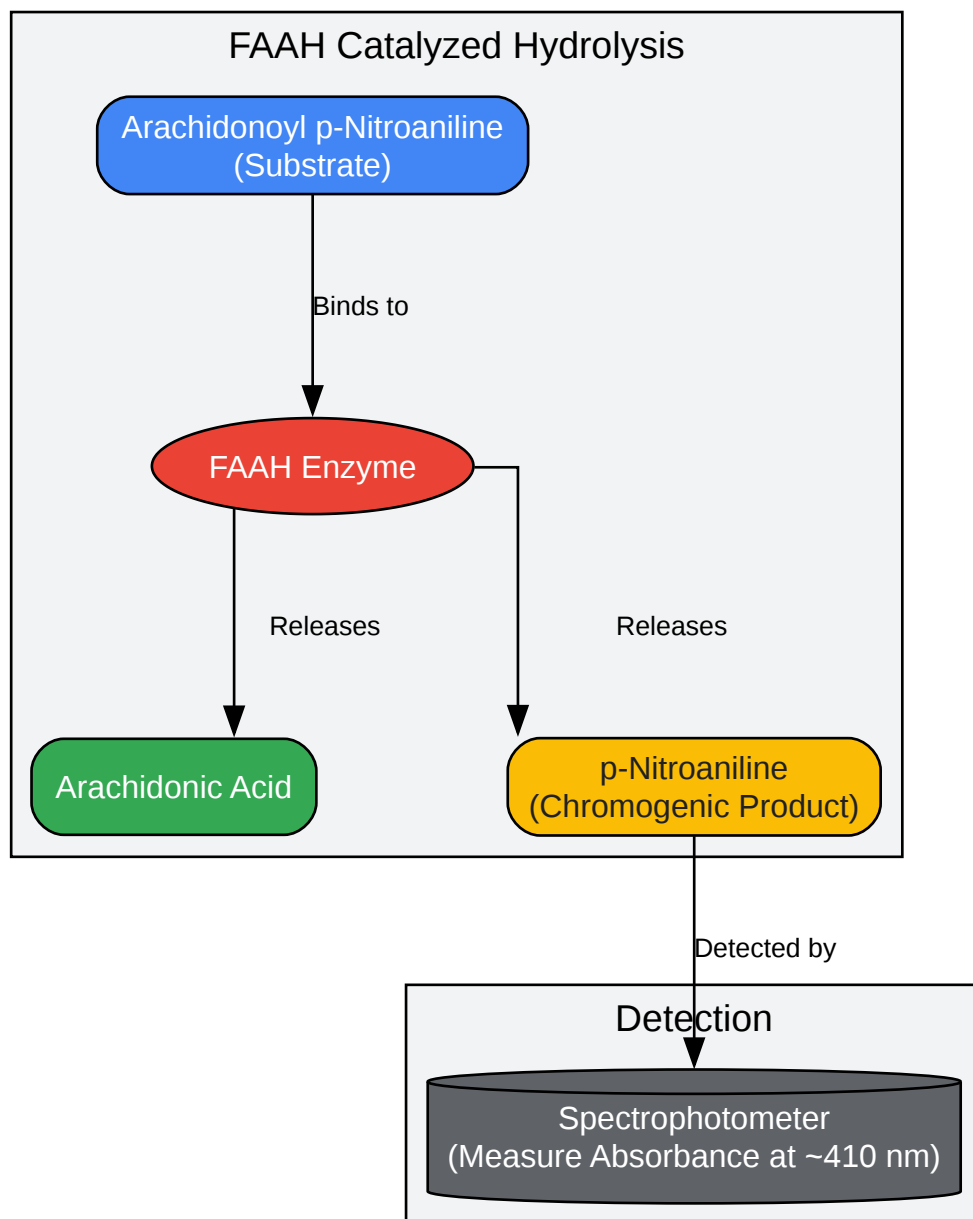 FAAH Catalyzed Hydrolysis
Arachidonoyl p-Nitroaniline
(Substrate)
Binds to
FAAH Enzyme
Releases
Releases
Arachidonic Acid
p-Nitroaniline
(Chromogenic Product)
Detected by
Detection
Spectrophotometer
(Measure Absorbance at ~410 nm)